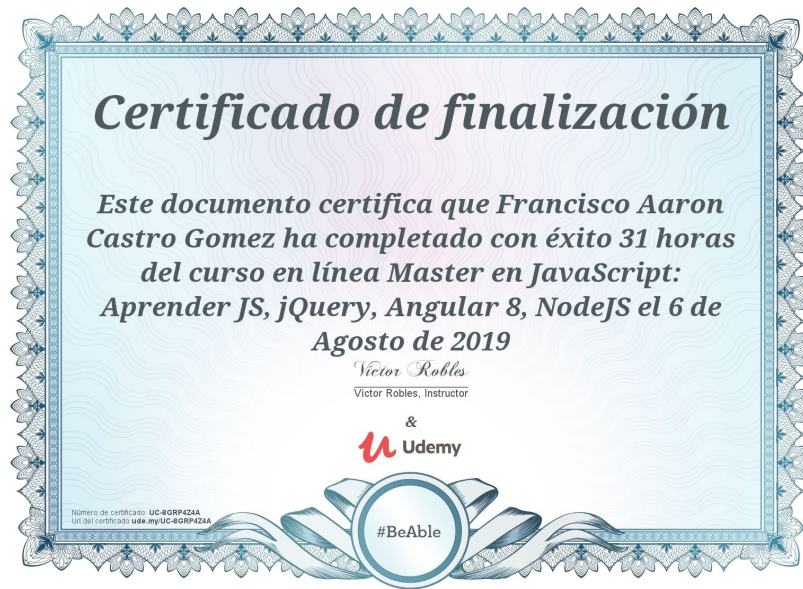 Certificado de finalización
Este documento certifica que Francisco Aaron
Castro Gomez ha completado con éxito 31 horas
del curso en línea Master en JavaScript:
Aprender JS, jQuery, Angular 8, NodeJS el 6 de
Agosto de 2019
Victor Robles
Victor Robles, Instructor
&
Udemy
Número de certificado: UC-8GRP4Z4A
Url del certificado ude.my/UC-8GRP4Z4A
#BeAble